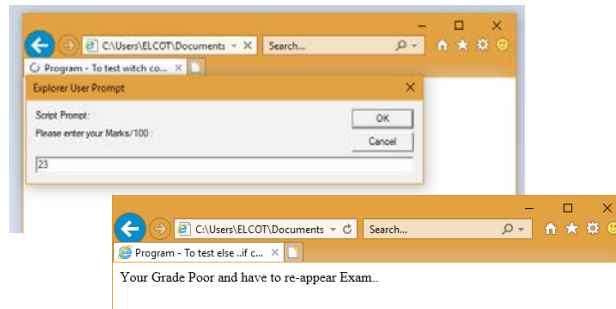 C:\Users\ELCOT\Documents
Search...
Program - To test witch co...
Explorer User Prompt
Script Prompt:
Please enter your Marks/100 :
OK
Cancel
23
C:\Users\ELCOT\Documents
Search...
Program - To test else ..if c...
Your Grade Poor and have to re-appear Exam..